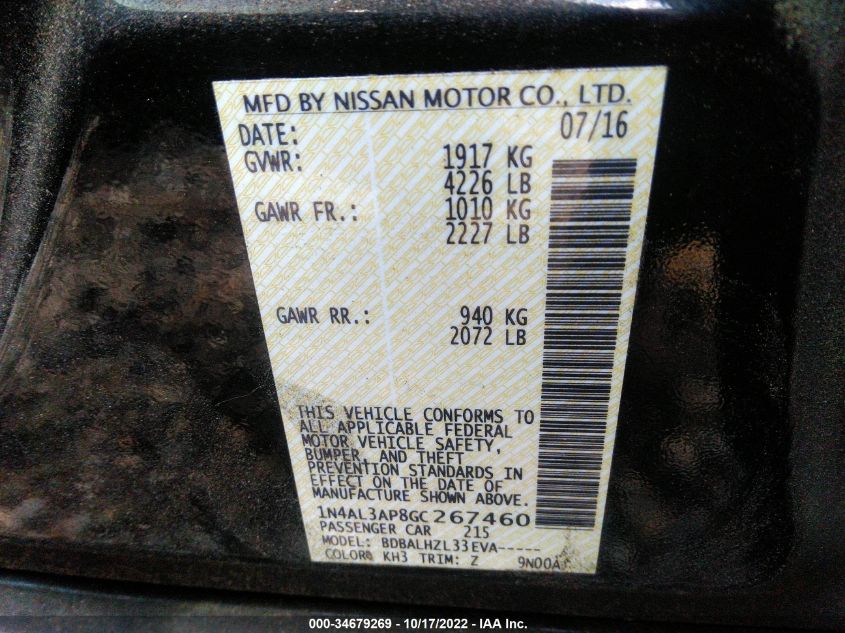 MFD BY NISSAN MOTOR CO., LTD.
DATE: 07/16
GVWR: 1917 KG
4226 LB
GAWR FR.: 1010 KG
2227 LB
GAWR RR.: 940 KG
2072 LB
THIS VEHICLE CONFORMS TO
ALL APPLICABLE FEDERAL
MOTOR VEHICLE SAFETY,
BUMPER, AND THEFT
PREVENTION STANDARDS IN
EFFECT ON THE DATE OF
MANUFACTURE SHOWN ABOVE.
1N4AL3AP8GC267460
PASSENGER CAR 215
MODEL: BDBALHZL33EVA-----
COLOR: KH3 TRIM: Z 9N00A
000-34679269 - 10/17/2022 - IAA Inc.